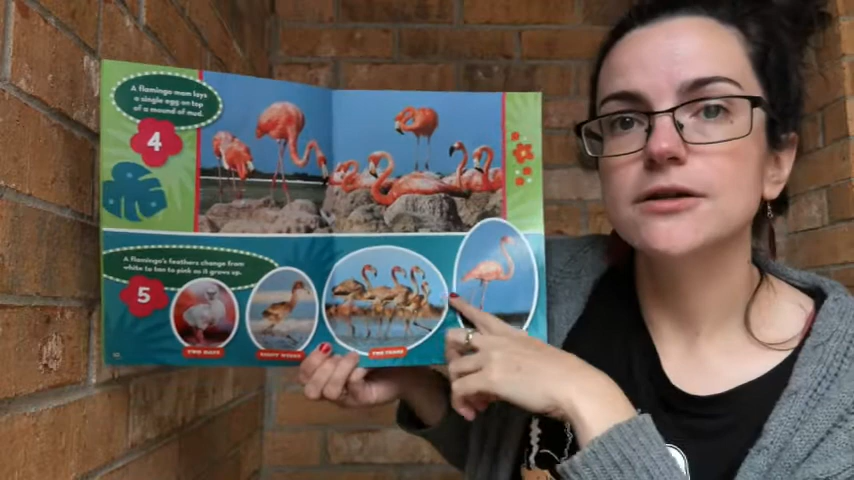 A flamingo mom lays
a single egg on top
of a mound of mud.
4
A flamingo's feathers change from
white to tan to pink as it grows up.
5
TWO DAYS
EIGHT WEEKS
TWO YEARS